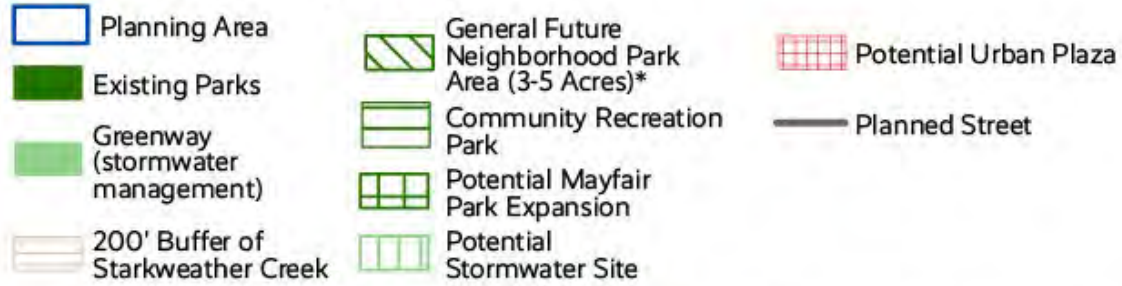 Planning Area
Existing Parks
Greenway
(stormwater
management)
200' Buffer of
Starkweather Creek
General Future
Neighborhood Park
Area (3-5 Acres)*
Community Recreation
Park
Potential Mayfair
Park Expansion
Potential
Stormwater Site
Potential Urban Plaza
Planned Street